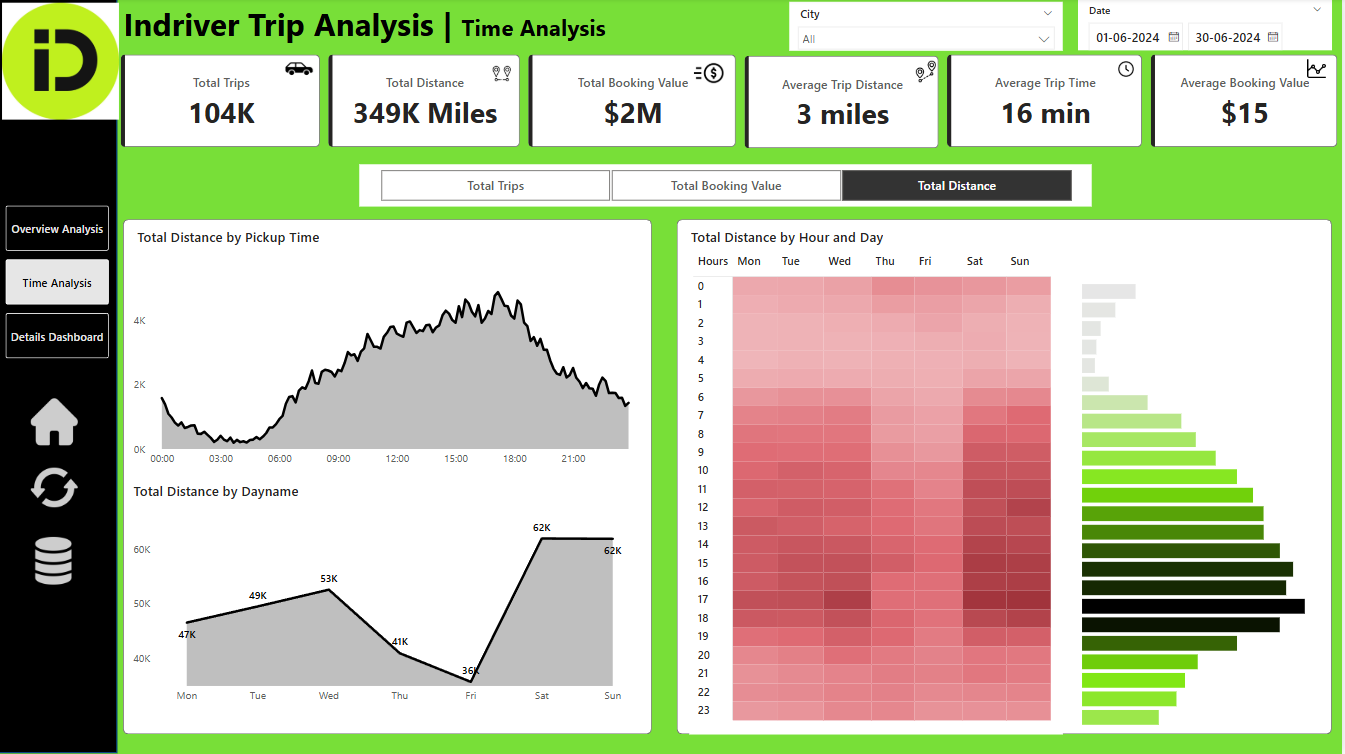 iD
Indriver Trip Analysis | Time Analysis
City
All
Date
01-06-2024 30-06-2024
Total Trips
104K
Total Distance
349K Miles
Total Booking Value
$2M
Average Trip Distance
3 miles
Average Trip Time
16 min
Average Booking Value
$15
Total Trips Total Booking Value Total Distance
Overview Analysis
Time Analysis
Details Dashboard
Total Distance by Pickup Time
4K
2K
0K
00:00 03:00 06:00 09:00 12:00 15:00 18:00 21:00
Total Distance by Dayname
60K
50K
40K
47K 49K 53K 41K 36K 62K 62K
Mon Tue Wed Thu Fri Sat Sun
Total Distance by Hour and Day
Hours Mon Tue Wed Thu Fri Sat Sun
0
1
2
3
4
5
6
7
8
9
10
11
12
13
14
15
16
17
18
19
20
21
22
23